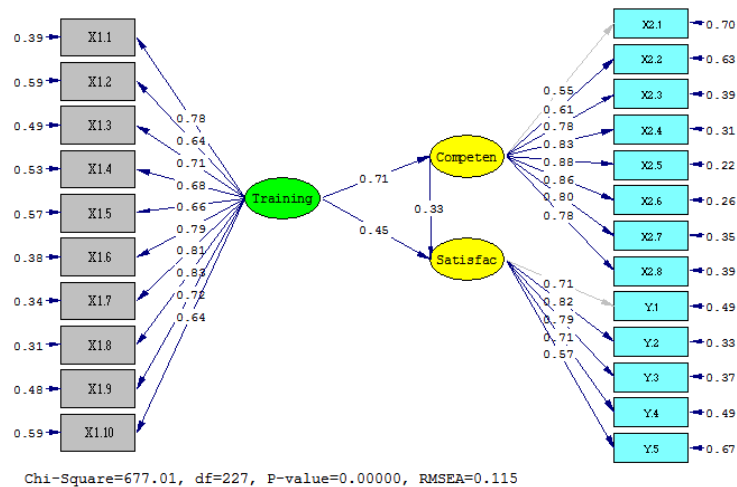 0.39 X1.1
0.59 X1.2
0.49 X1.3
0.53 X1.4
0.57 X1.5
0.38 X1.6
0.34 X1.7
0.31 X1.8
0.48 X1.9
0.59 X1.10
0.78
0.64
0.71
0.68
0.66
0.79
0.81
0.83
0.72
0.64
Training
0.71
0.45
0.33
Competen
Satisfac
0.55
0.61
0.78
0.83
0.88
0.86
0.80
0.78
0.71
0.82
0.79
0.71
0.57
X2.1 0.70
X2.2 0.63
X2.3 0.39
X2.4 0.31
X2.5 0.22
X2.6 0.26
X2.7 0.35
X2.8 0.39
Y.1 0.49
Y.2 0.33
Y.3 0.37
Y.4 0.49
Y.5 0.67
Chi-Square=677.01, df=227, P-value=0.00000, RMSEA=0.115